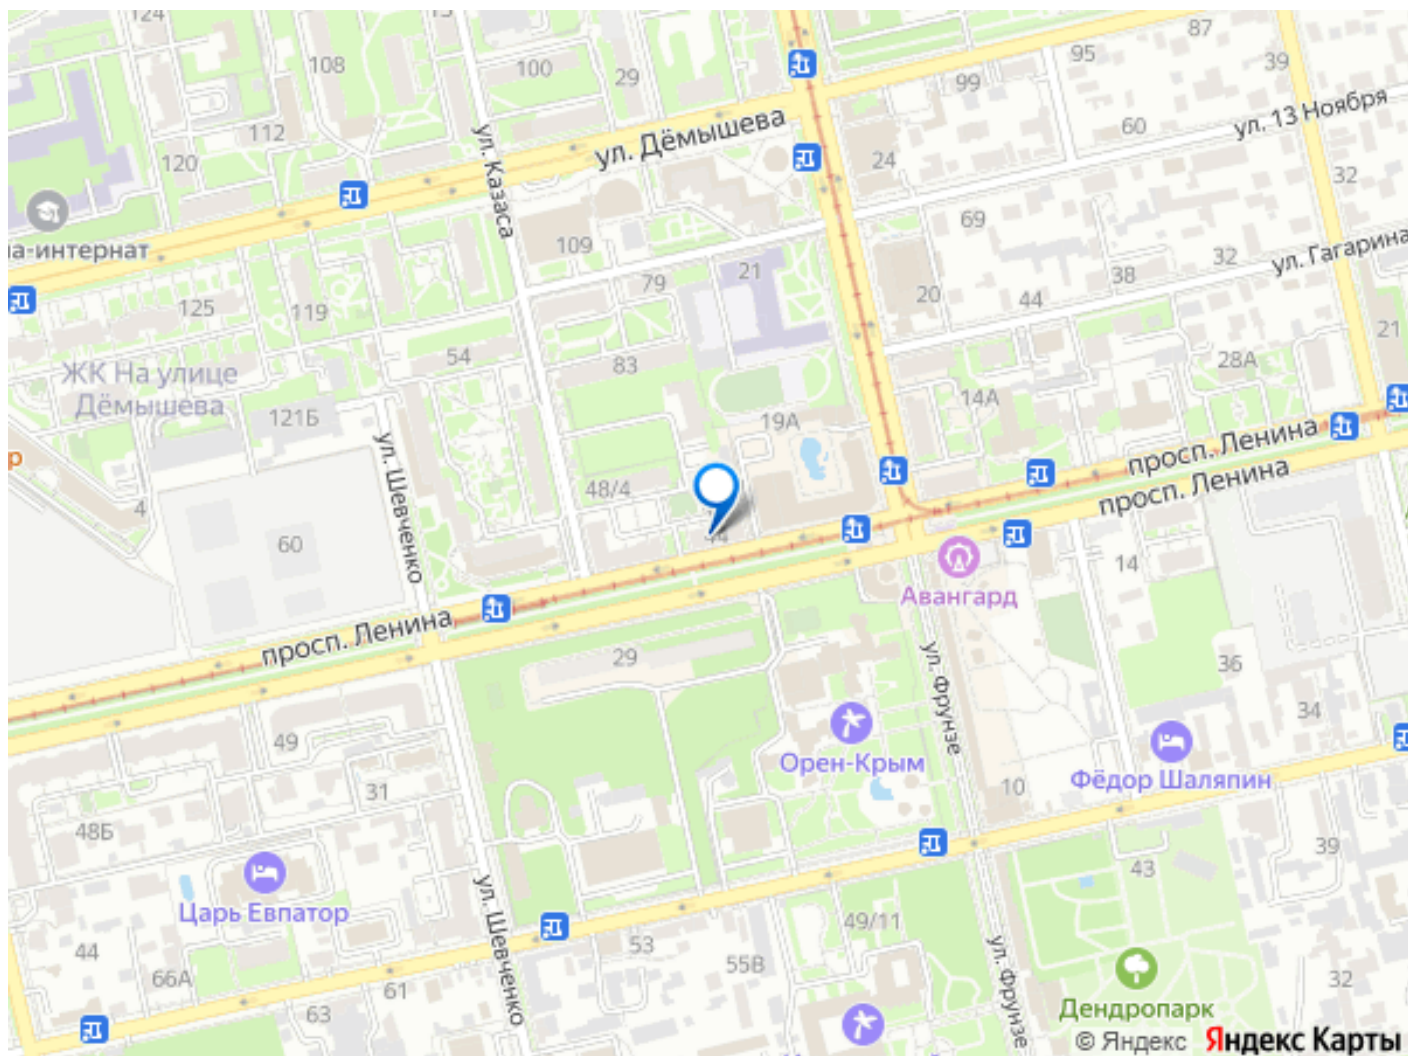 124
87
108
100
29
95
39
99
ул. 13 Ноября
112
ул. Дёмышева
60
120
ул. Казаса
24
32
69
109
па-интернат
32
ул. Гагарина
79
21
38
125
119
20
44
54
83
21
28А
ЖК На улице
Дёмышева
121Б
14А
19А
просп. Ленина
просп. Ленина
р
ул. Шевченко
4
48/4
60
44
14
Авангард
просп. Ленина
29
ул. Фрунзе
36
49
34
Орен-Крым
Фёдор Шаляпин
31
10
48Б
39
43
Царь Евпатор
ул. Шевченко
49/11
44
53
55В
ул. Фрунзе
66А
61
32
63
Дендропарк
© Яндекс Яндекс Карты